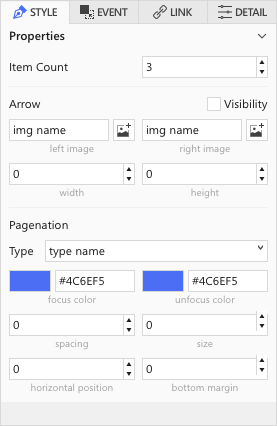 STYLE EVENT LINK DETAIL
Properties
Item Count 3
Arrow Visibility
img name img name
left image right image
0 0
width height
Pagenation
Type type name
#4C6EF5 #4C6EF5
focus color unfocus color
0 0
spacing size
0 0
horizontal position bottom margin